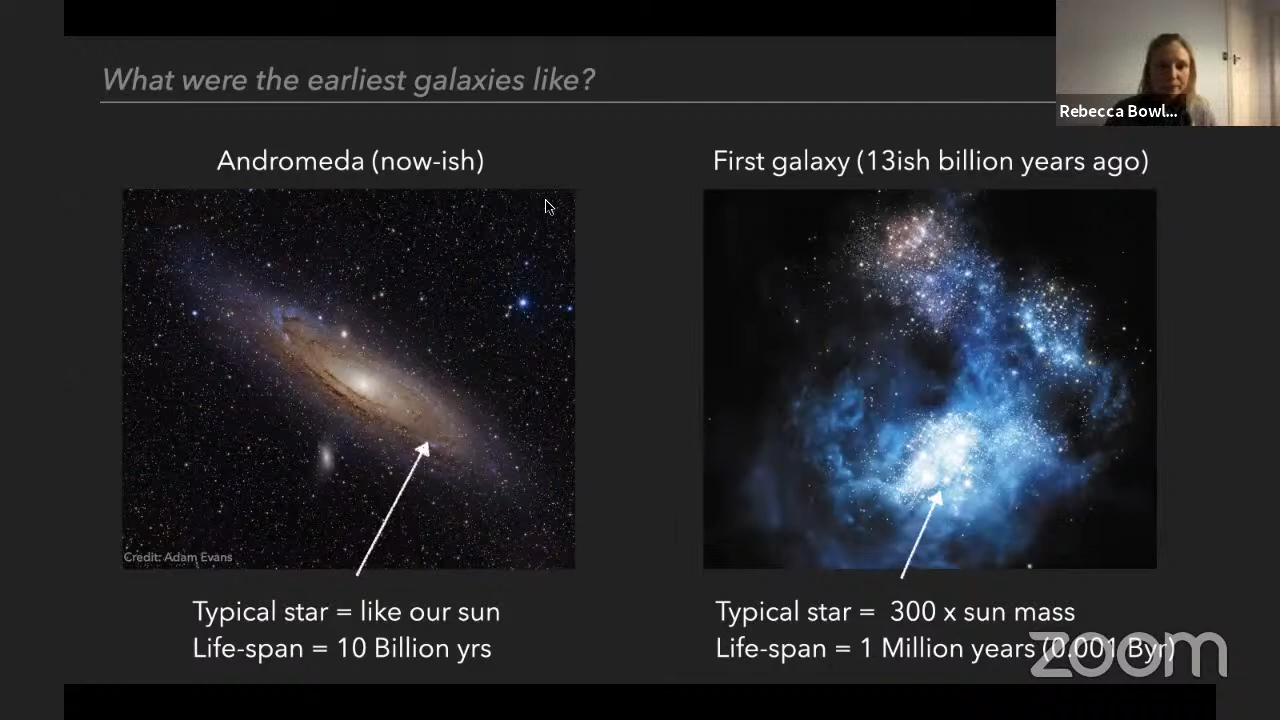 What were the earliest galaxies like?
Rebecca Bowl...
Andromeda (now-ish)
First galaxy (13ish billion years ago)
Credit: Adam Evans
Typical star = like our sun
Life-span = 10 Billion yrs
Typical star = 300 x sun mass
Life-span = 1 Million years (0.001 Byr)
zoom